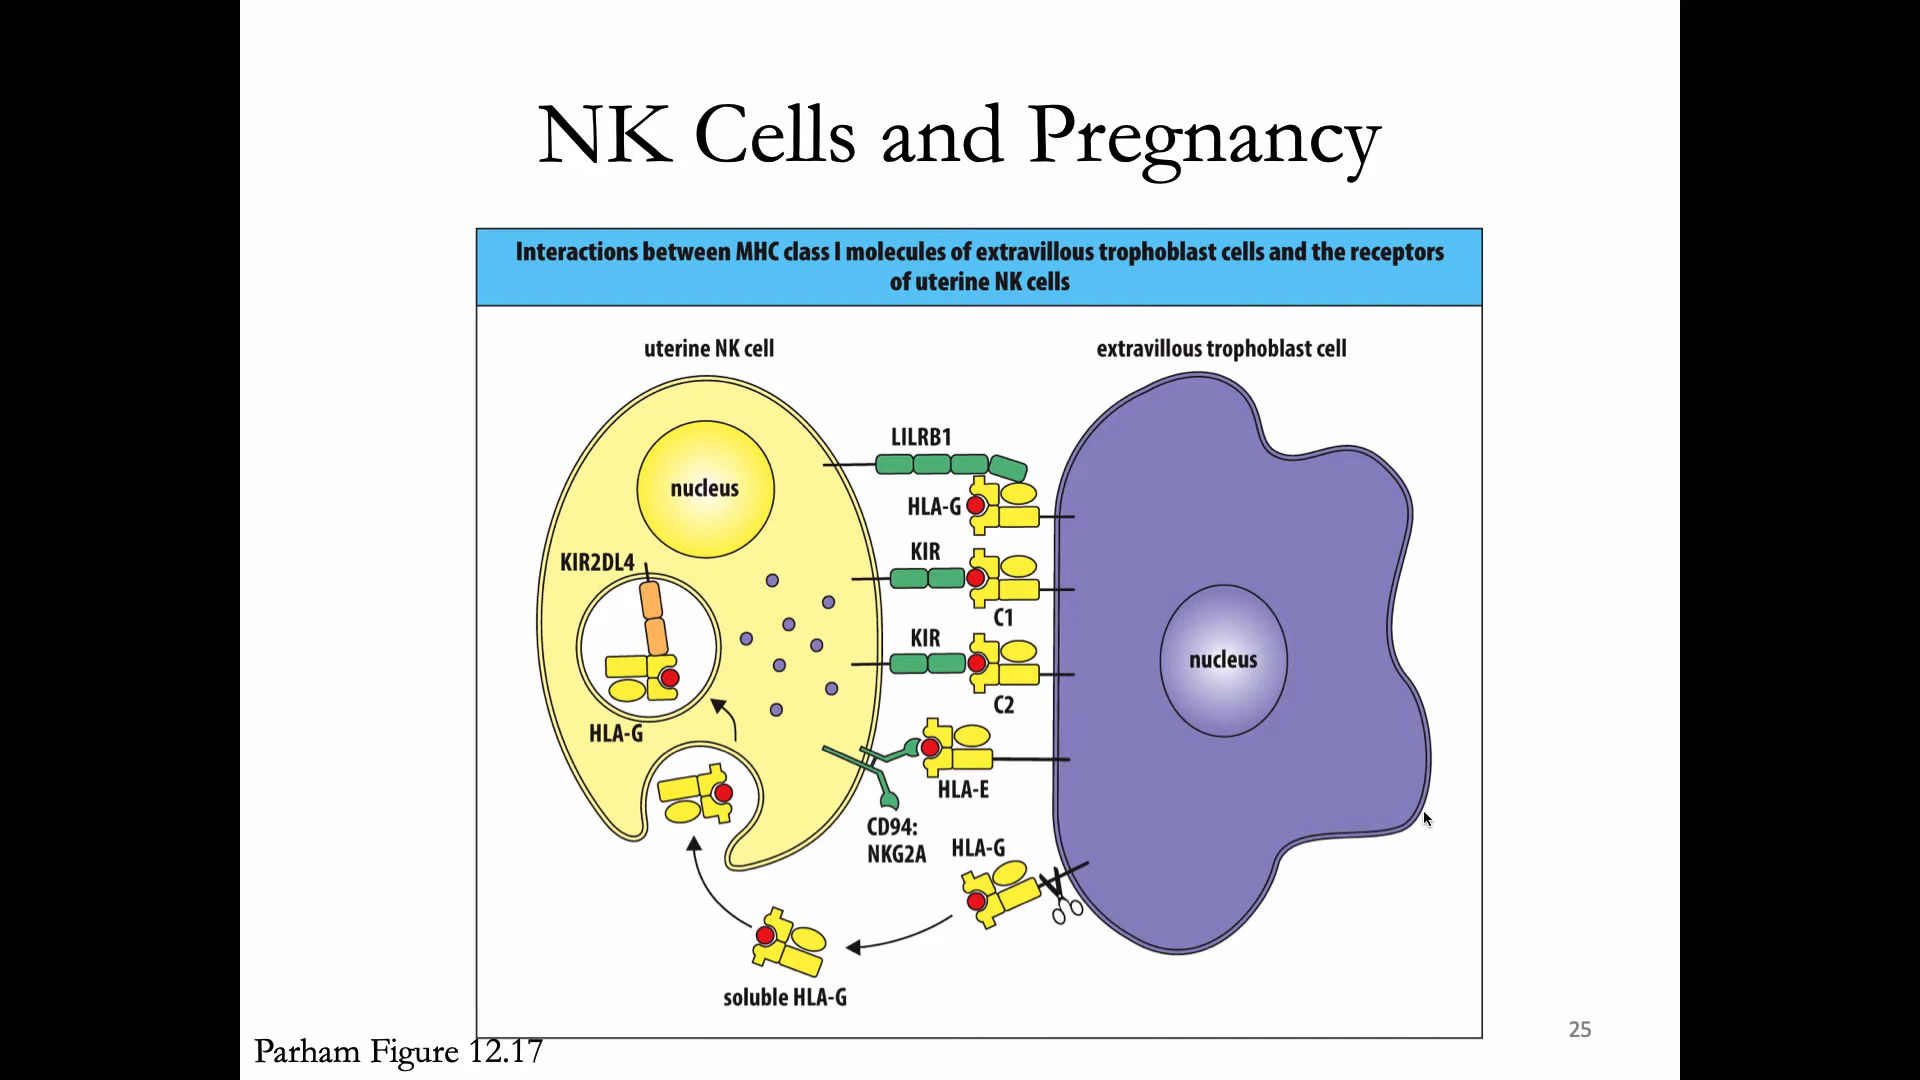 NK Cells and Pregnancy
Interactions between MHC class I molecules of extravillous trophoblast cells and the receptors
of uterine NK cells
uterine NK cell
extravillous trophoblast cell
LILRB1
nucleus
HLA-G
KIR
KIR2DL4
C1
KIR
nucleus
C2
HLA-G
HLA-E
CD94:
NKG2A
HLA-G
soluble HLA-G
25
Parham Figure 12.17